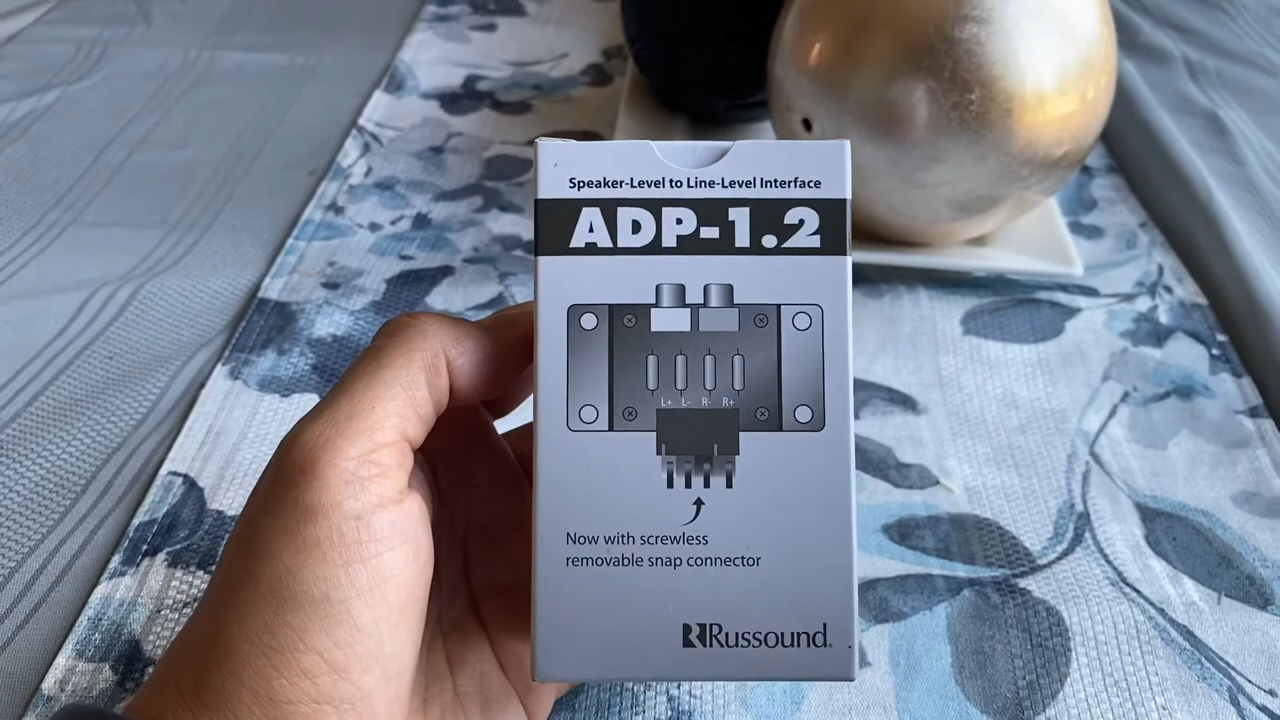 Speaker-Level to Line-Level Interface
ADP-1.2
L+ L- R- R+
Now with screwless
removable snap connector
Russound®